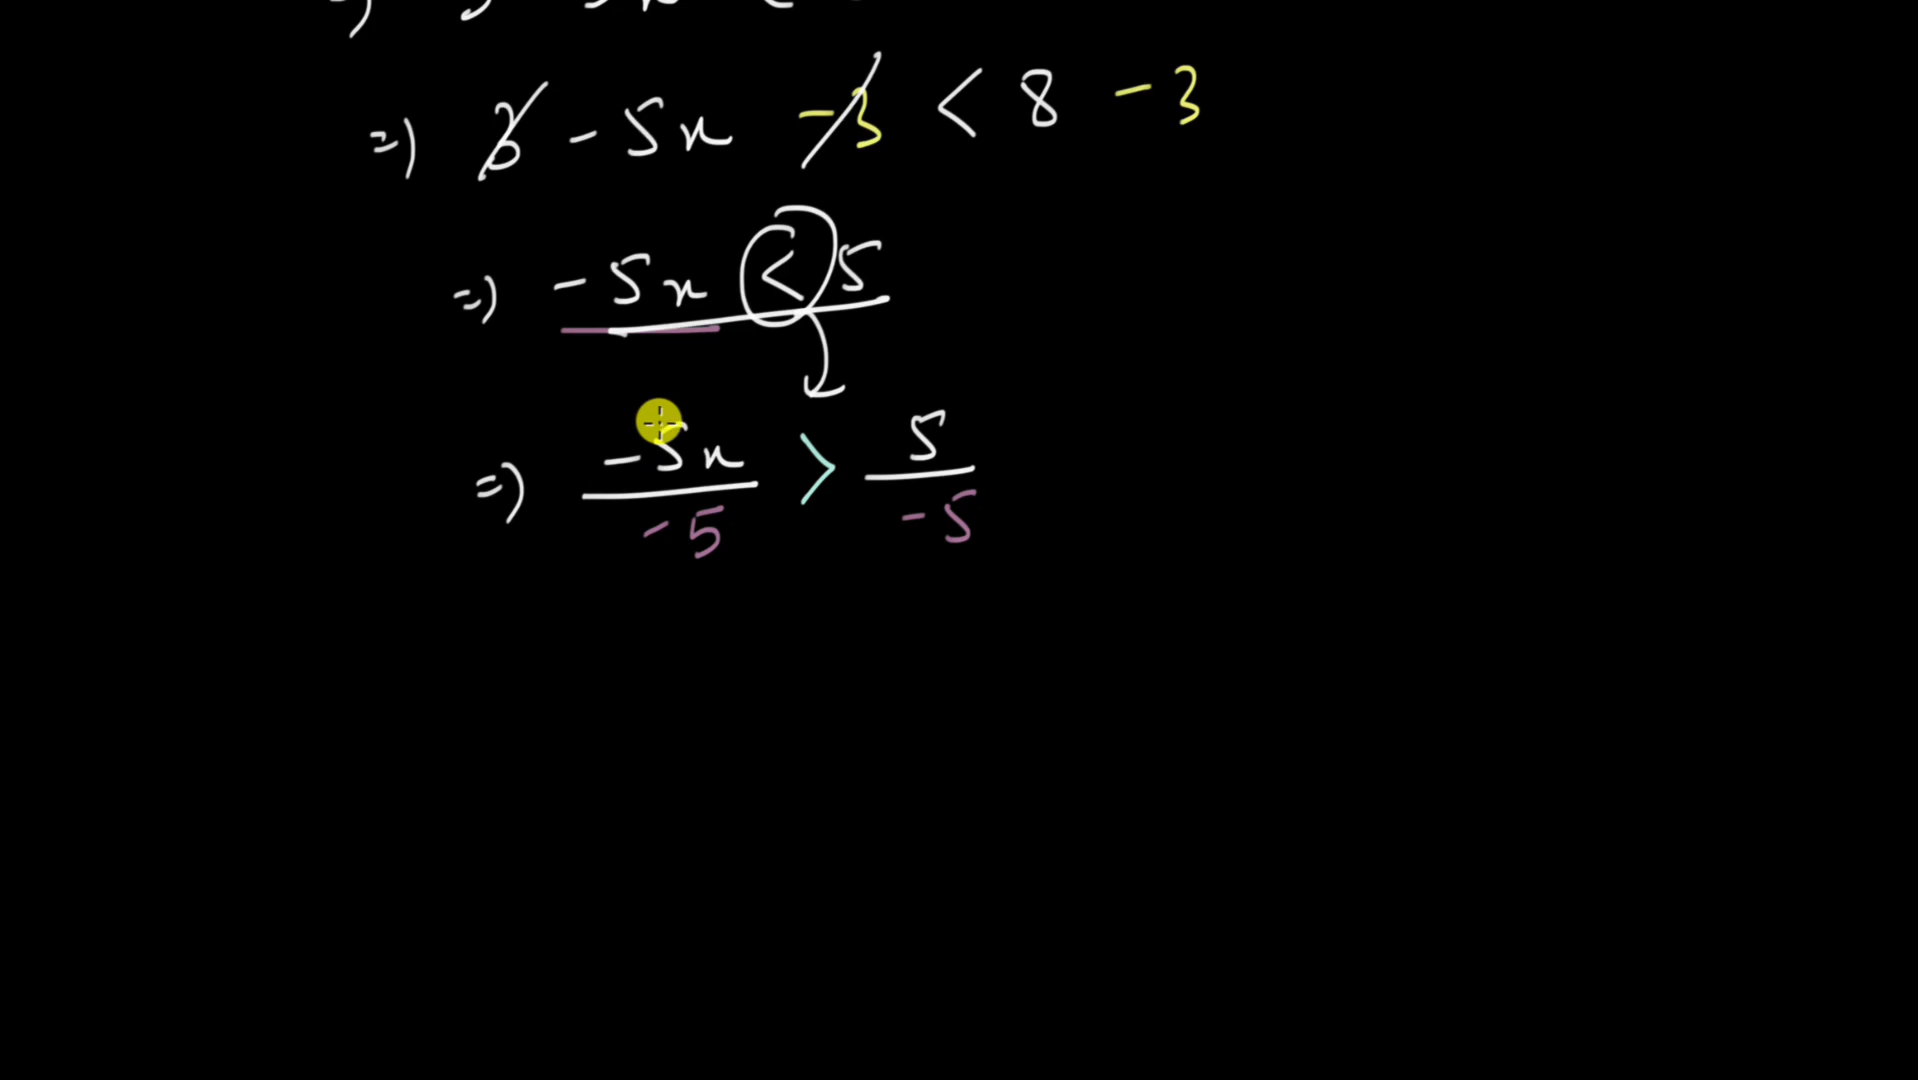 =) 3 - 5x - 3 < 8 - 3
=) - 5x < 5
=) -5x / -5 > 5 / -5